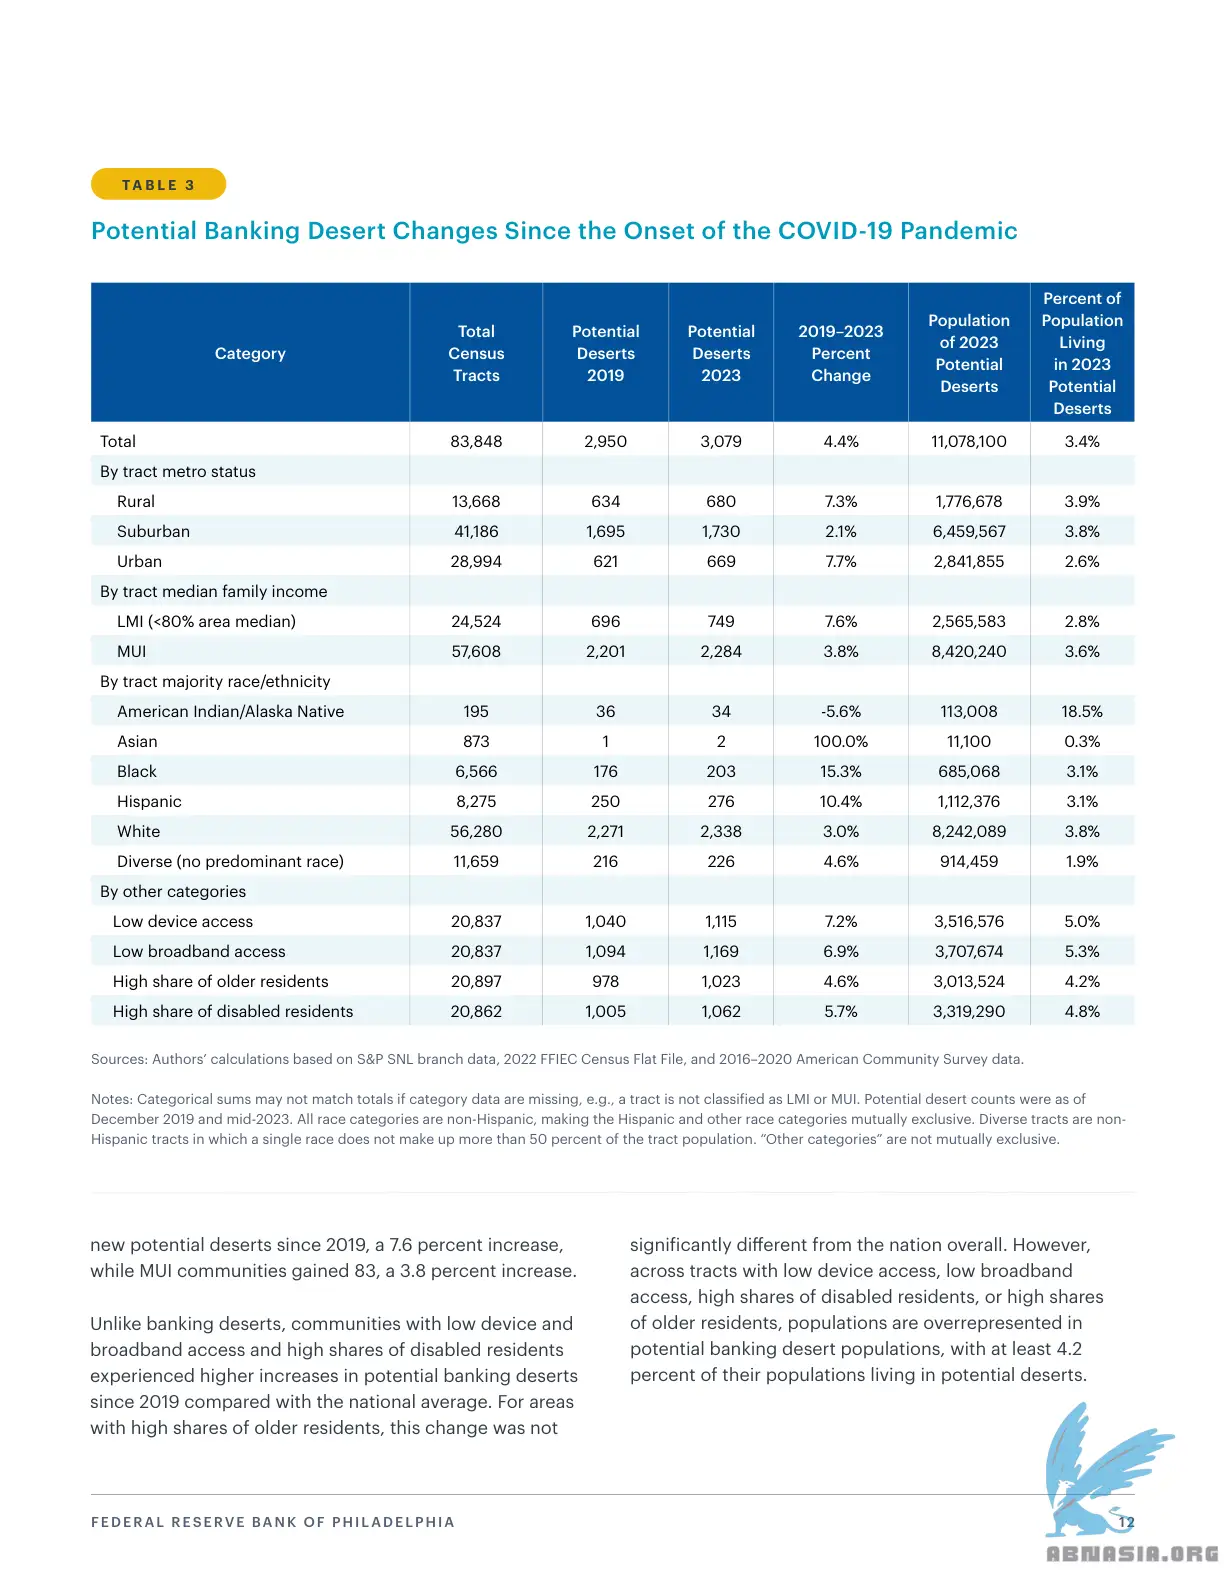 TABLE 3
Potential Banking Desert Changes Since the Onset of the COVID-19 Pandemic
Category
Total Census Tracts
Potential Deserts 2019
Potential Deserts 2023
2019–2023 Percent Change
Population of 2023 Potential Deserts
Percent of Population Living in 2023 Potential Deserts
Total 83,848 2,950 3,079 4.4% 11,078,100 3.4%
By tract metro status
Rural 13,668 634 680 7.3% 1,776,678 3.9%
Suburban 41,186 1,695 1,730 2.1% 6,459,567 3.8%
Urban 28,994 621 669 7.7% 2,841,855 2.6%
By tract median family income
LMI (<80% area median) 24,524 696 749 7.6% 2,565,583 2.8%
MUI 57,608 2,201 2,284 3.8% 8,420,240 3.6%
By tract majority race/ethnicity
American Indian/Alaska Native 195 36 34 -5.6% 113,008 18.5%
Asian 873 1 2 100.0% 11,100 0.3%
Black 6,566 176 203 15.3% 685,068 3.1%
Hispanic 8,275 250 276 10.4% 1,112,376 3.1%
White 56,280 2,271 2,338 3.0% 8,242,089 3.8%
Diverse (no predominant race) 11,659 216 226 4.6% 914,459 1.9%
By other categories
Low device access 20,837 1,040 1,115 7.2% 3,516,576 5.0%
Low broadband access 20,837 1,094 1,169 6.9% 3,707,674 5.3%
High share of older residents 20,897 978 1,023 4.6% 3,013,524 4.2%
High share of disabled residents 20,862 1,005 1,062 5.7% 3,319,290 4.8%
Sources: Authors’ calculations based on S&P SNL branch data, 2022 FFIEC Census Flat File, and 2016–2020 American Community Survey data.
Notes: Categorical sums may not match totals if category data are missing, e.g., a tract is not classified as LMI or MUI. Potential desert counts were as of
December 2019 and mid-2023. All race categories are non-Hispanic, making the Hispanic and other race categories mutually exclusive. Diverse tracts are non-
Hispanic tracts in which a single race does not make up more than 50 percent of the tract population. “Other categories” are not mutually exclusive.
new potential deserts since 2019, a 7.6 percent increase,
while MUI communities gained 83, a 3.8 percent increase.
Unlike banking deserts, communities with low device and
broadband access and high shares of disabled residents
experienced higher increases in potential banking deserts
since 2019 compared with the national average. For areas
with high shares of older residents, this change was not
significantly different from the nation overall. However,
across tracts with low device access, low broadband
access, high shares of disabled residents, or high shares
of older residents, populations are overrepresented in
potential banking desert populations, with at least 4.2
percent of their populations living in potential deserts.
FEDERAL RESERVE BANK OF PHILADELPHIA
12
ABNASIA.ORG